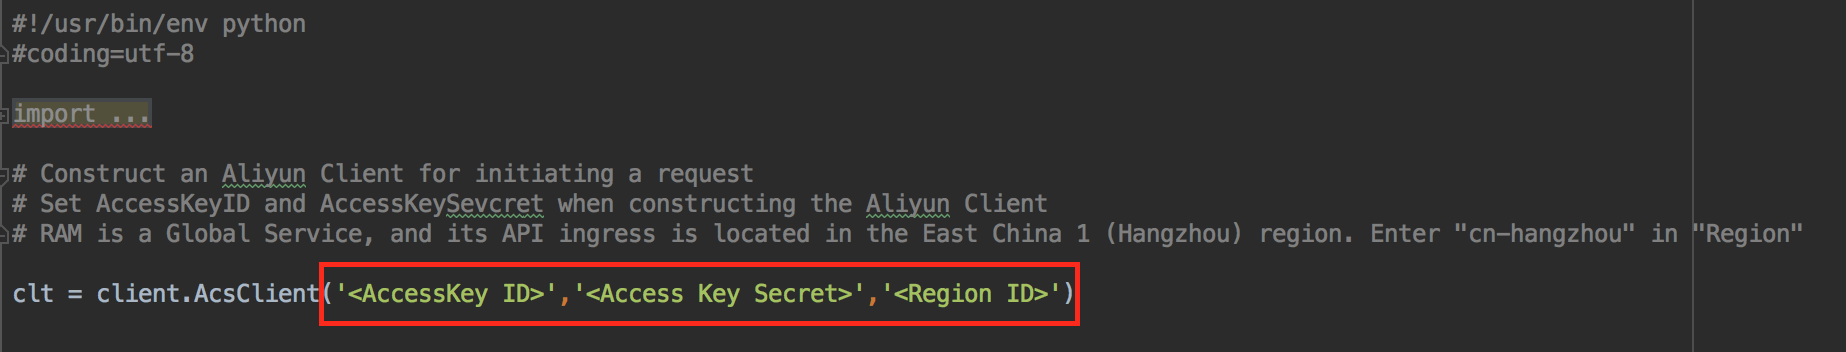 #!/usr/bin/env python
#coding=utf-8
import ...
# Construct an Aliyun Client for initiating a request
# Set AccessKeyID and AccessKeySevcret when constructing the Aliyun Client
# RAM is a Global Service, and its API ingress is located in the East China 1 (Hangzhou) region. Enter "cn-hangzhou" in "Region"
clt = client.AcsClient('<AccessKey ID>','<Access Key Secret>','<Region ID>')